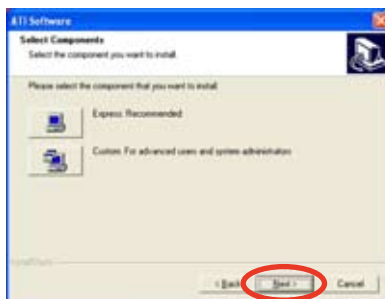 ATI Software
Select Components
Select the component you want to install.
Please select the component that you want to install
Express: Recommended
Custom: For advanced users and system administrators
< Back
Next >
Cancel